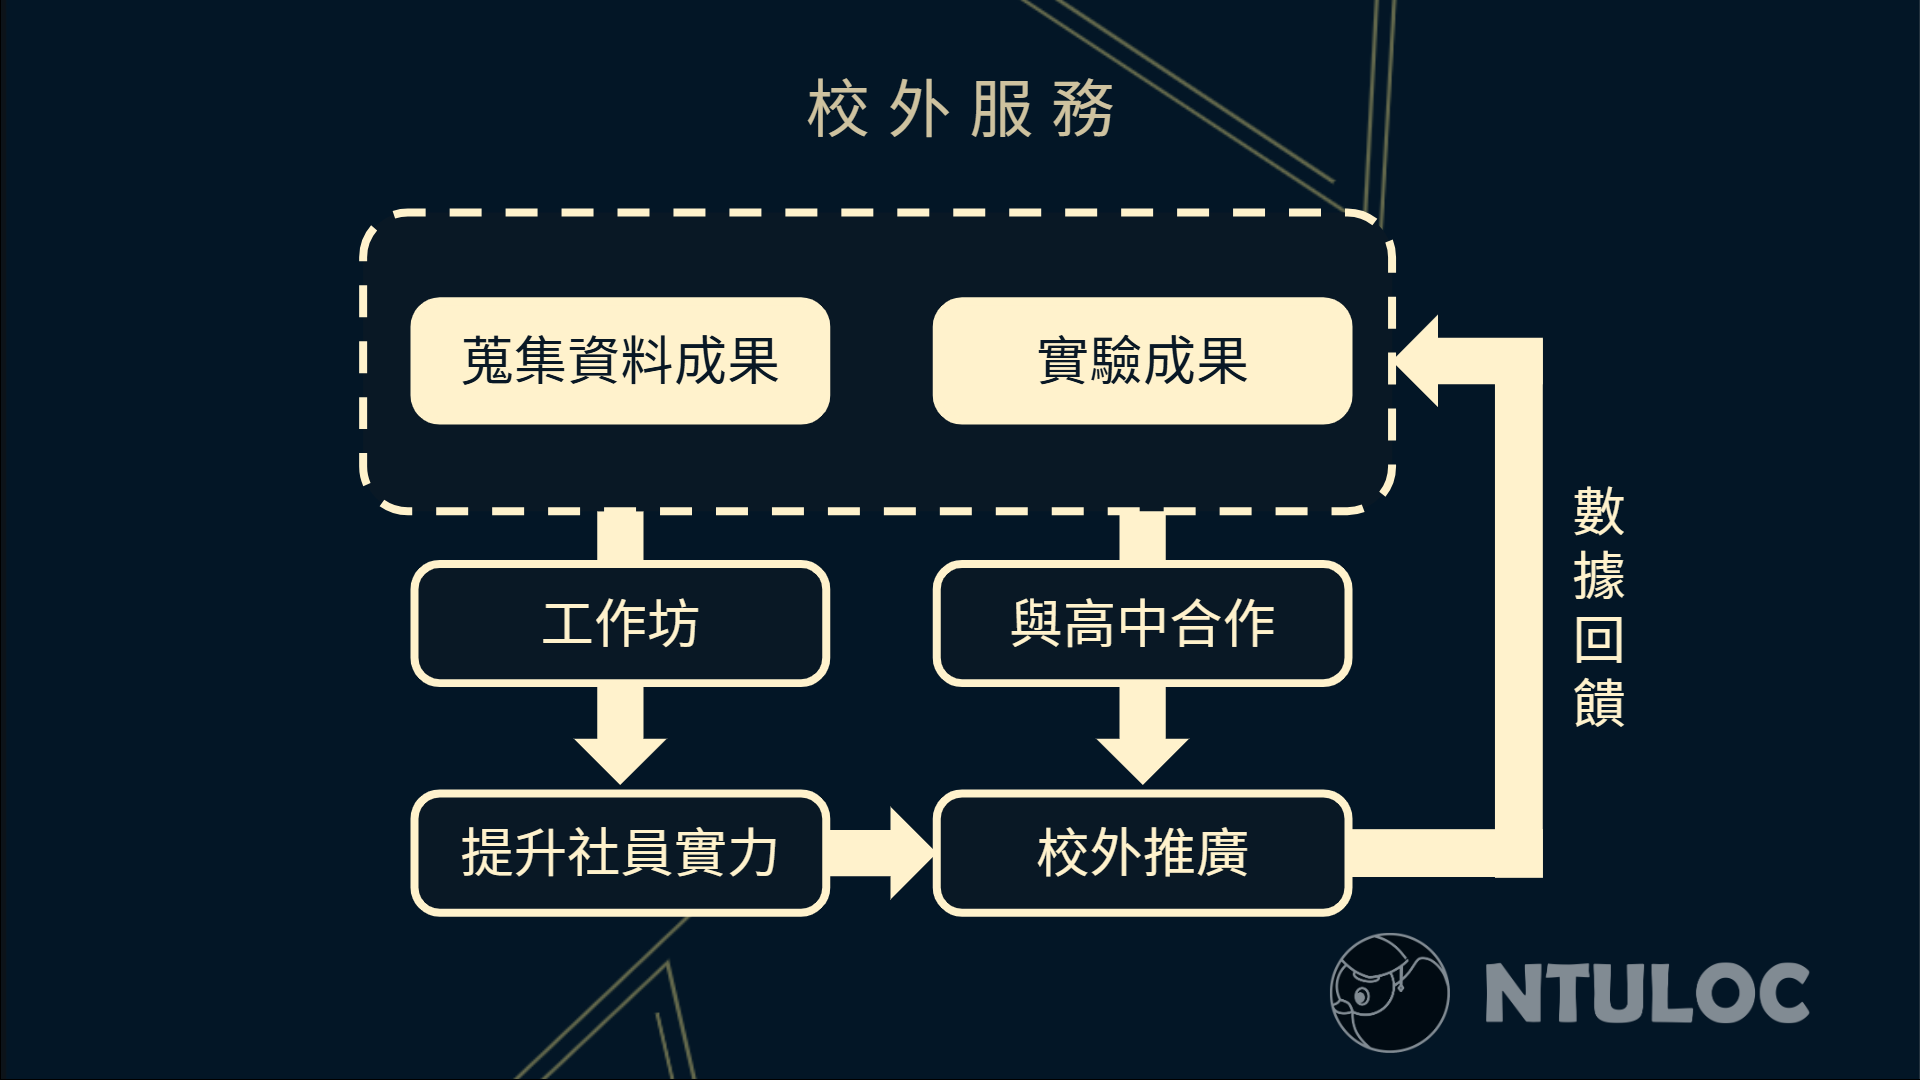 校外服務
蒐集資料成果
實驗成果
工作坊
與高中合作
提升社員實力
校外推廣
數據回饋
NTULOC